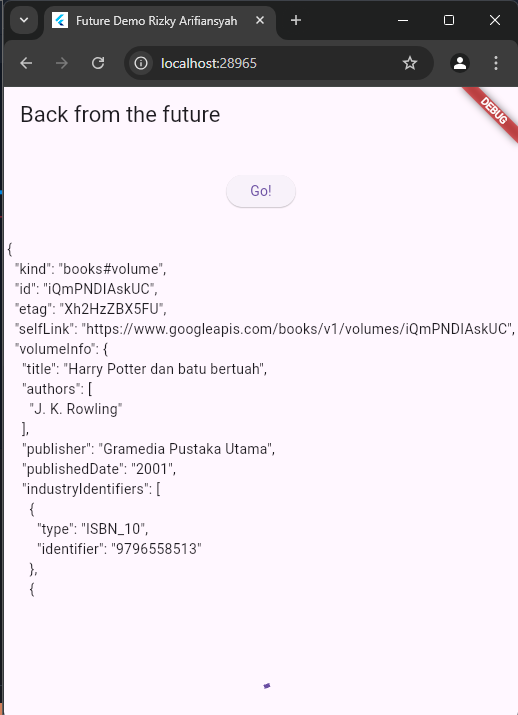 Future Demo Rizky Arifiansyah
localhost:28965
DEBUG
Back from the future
Go!
{
"kind": "books#volume",
"id": "iQmPNDIAskUC",
"etag": "Xh2HzZBX5FU",
"selfLink": "https://www.googleapis.com/books/v1/volumes/iQmPNDIAskUC",
"volumeInfo": {
"title": "Harry Potter dan batu bertuah",
"authors": [
"J. K. Rowling"
],
"publisher": "Gramedia Pustaka Utama",
"publishedDate": "2001",
"industryIdentifiers": [
{
"type": "ISBN_10",
"identifier": "9796558513"
},
{